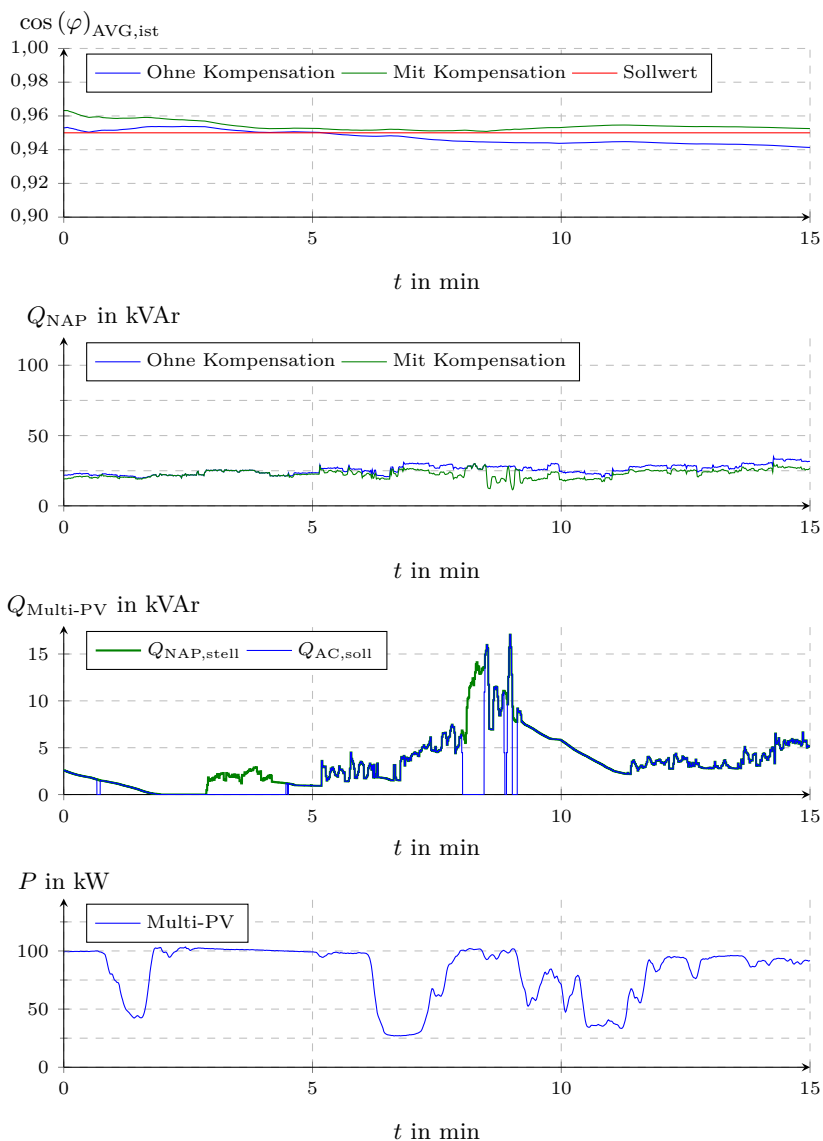 cos (φ)AVG,ist
1,00
Ohne Kompensation Mit Kompensation Sollwert
0,98
0,96
0,94
0,92
0,90
0 5 10 15
t in min
QNAP in kVAr
Ohne Kompensation Mit Kompensation
100
50
0
0 5 10 15
t in min
QMulti-PV in kVAr
QNAP,stell QAC,soll
15
10
5
0
0 5 10 15
t in min
P in kW
Multi-PV
100
50
0
0 5 10 15
t in min